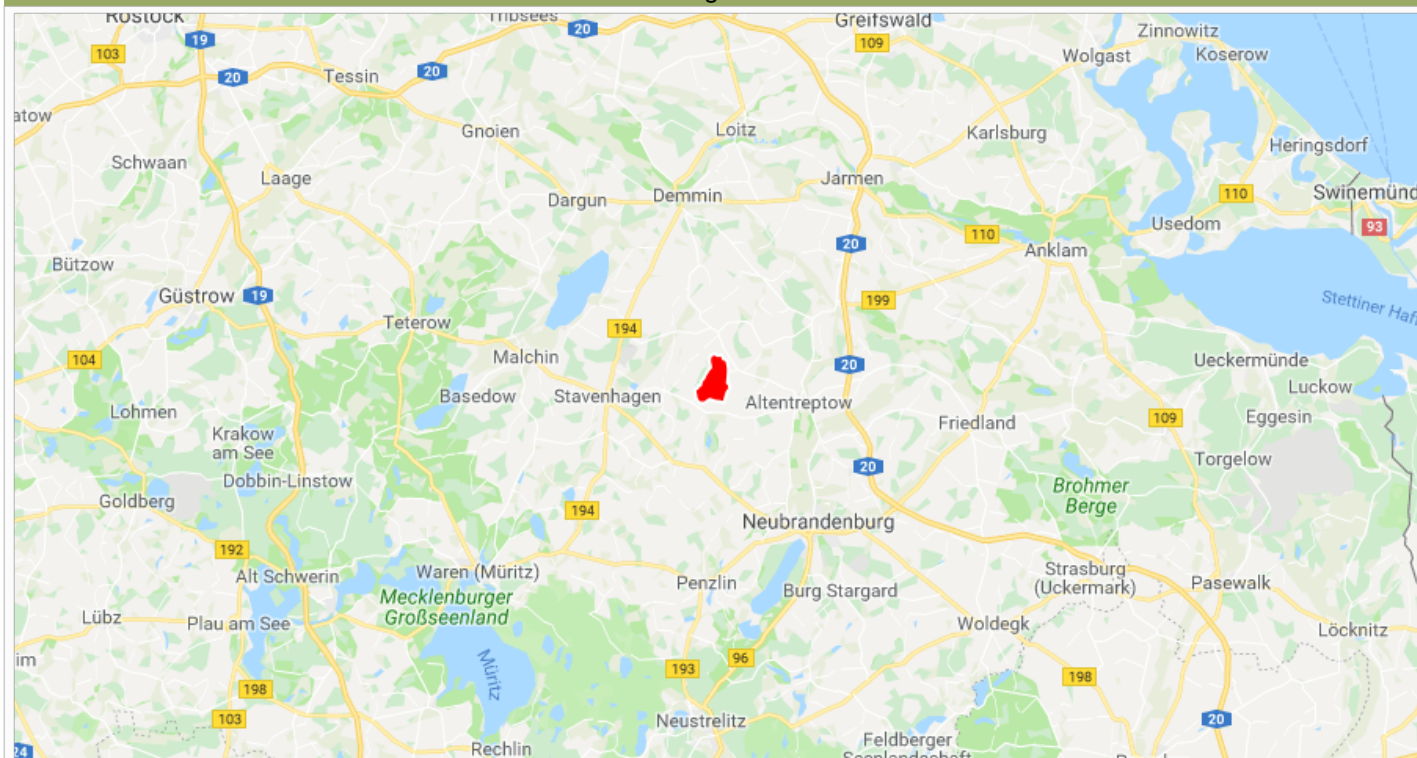 Rostock
Tribsees
Greifswald
19
20
109
Zinnowitz
103
Wolgast
Koserow
20
Tessin
20
atow
Gnoien
Loitz
Karlsburg
Heringsdorf
Schwaan
Laage
Jarmen
Dargun
Demmin
110
Swinemünd
Usedom
93
20
110
Anklam
Bützow
Güstrow
19
199
Stettiner Haff
Teterow
194
104
Malchin
20
Ueckermünde
Basedow
Stavenhagen
Altentreptow
Luckow
Lohmen
Friedland
109
Eggesin
Krakow
am See
20
Torgelow
Dobbin-Linstow
Goldberg
Brohmer
Berge
194
Neubrandenburg
192
Alt Schwerin
Waren (Müritz)
Penzlin
Burg Stargard
Strasburg
(Uckermark)
Pasewalk
Mecklenburger
Großseenland
Lübz
Plau am See
Woldegk
Löcknitz
im
Müritz
193
96
198
198
103
Neustrelitz
20
Rechlin
Feldberger
24